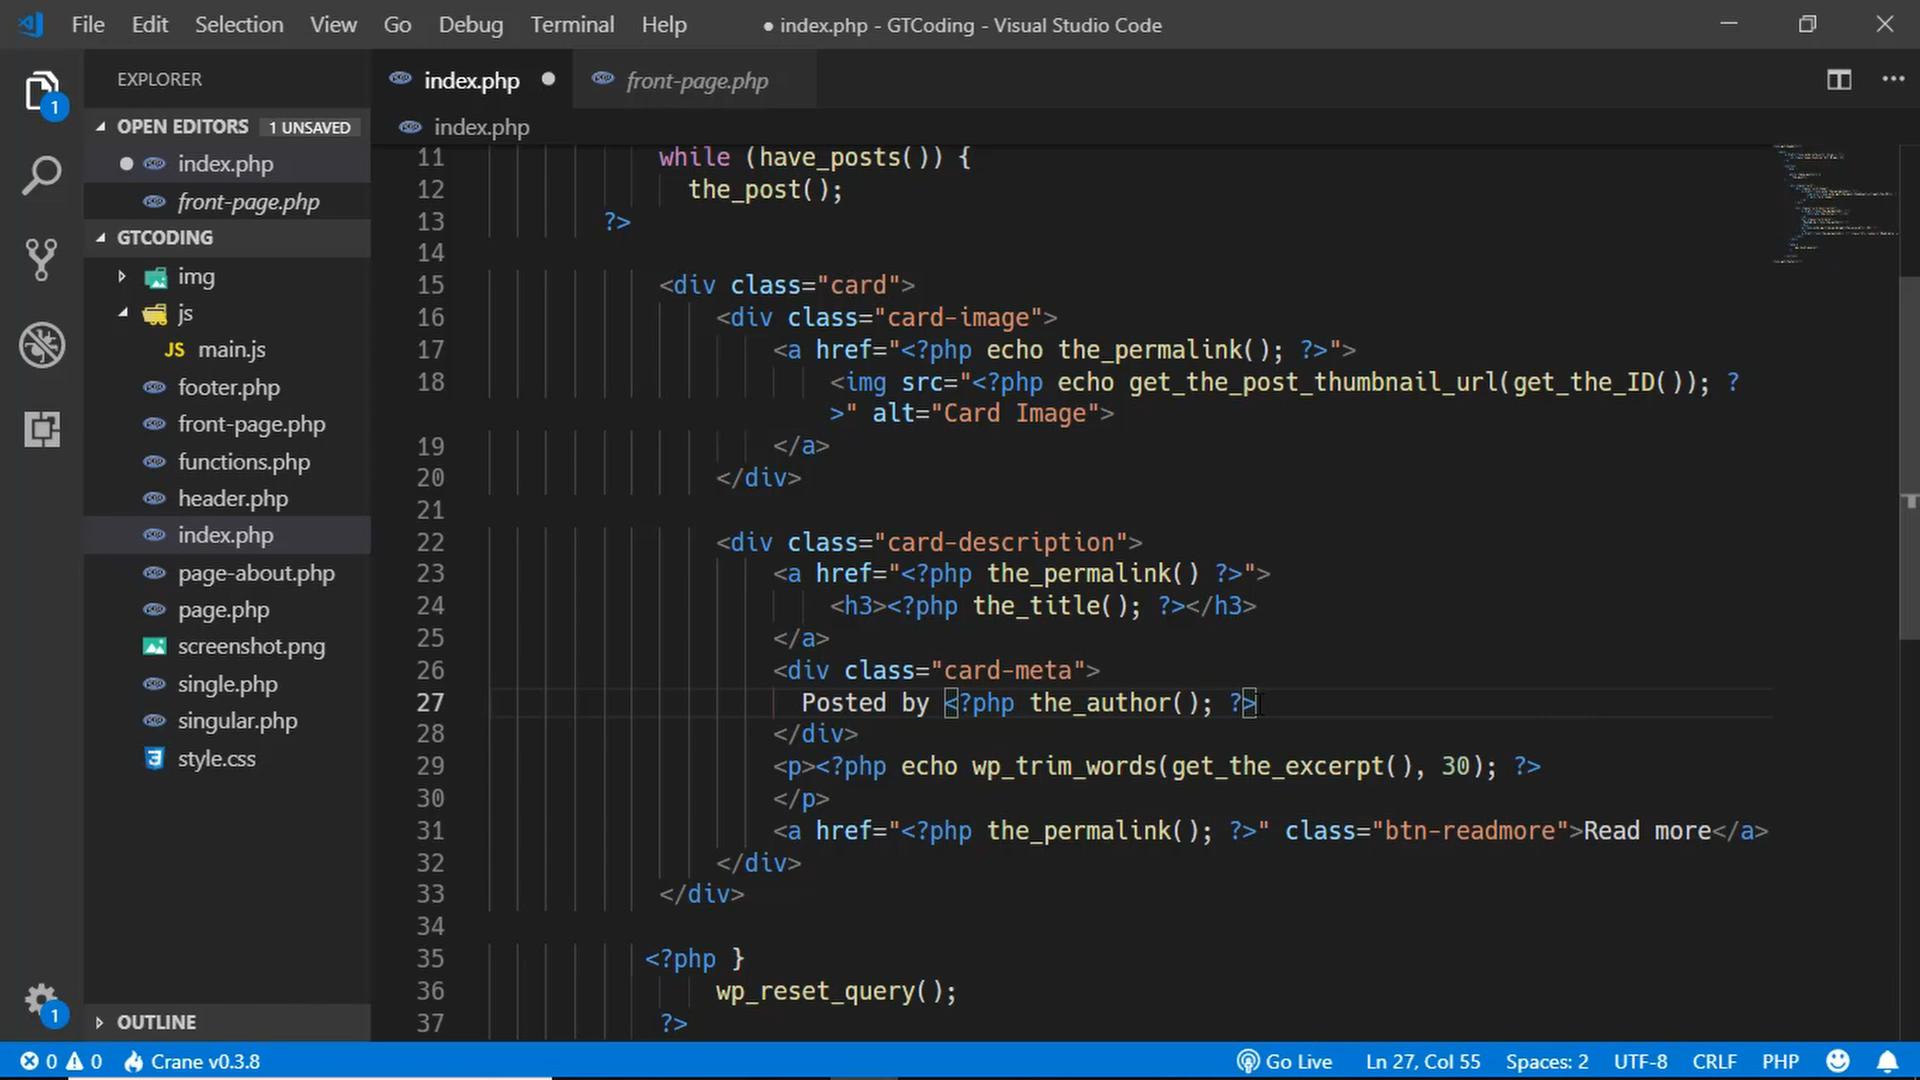 File Edit Selection View Go Debug Terminal Help ● index.php - GTCoding - Visual Studio Code
EXPLORER
OPEN EDITORS 1 UNSAVED
index.php
front-page.php
GTCODING
img
js
JS main.js
footer.php
front-page.php
functions.php
header.php
index.php
page-about.php
page.php
screenshot.png
single.php
singular.php
style.css
OUTLINE
1
1
index.php ● front-page.php
index.php
11 while (have_posts()) {
12 the_post();
13 ?>
14
15 <div class="card">
16 <div class="card-image">
17 <a href="<?php echo the_permalink(); ?>">
18 <img src="<?php echo get_the_post_thumbnail_url(get_the_ID()); ?
>" alt="Card Image">
19 </a>
20 </div>
21
22 <div class="card-description">
23 <a href="<?php the_permalink() ?>">
24 <h3><?php the_title(); ?></h3>
25 </a>
26 <div class="card-meta">
27 Posted by <?php the_author(); ?>
28 </div>
29 <p><?php echo wp_trim_words(get_the_excerpt(), 30); ?>
30 </p>
31 <a href="<?php the_permalink(); ?>" class="btn-readmore">Read more</a>
32 </div>
33 </div>
34
35 <?php }
36 wp_reset_query();
37 ?>
0 0 Crane v0.3.8 Go Live Ln 27, Col 55 Spaces: 2 UTF-8 CRLF PHP